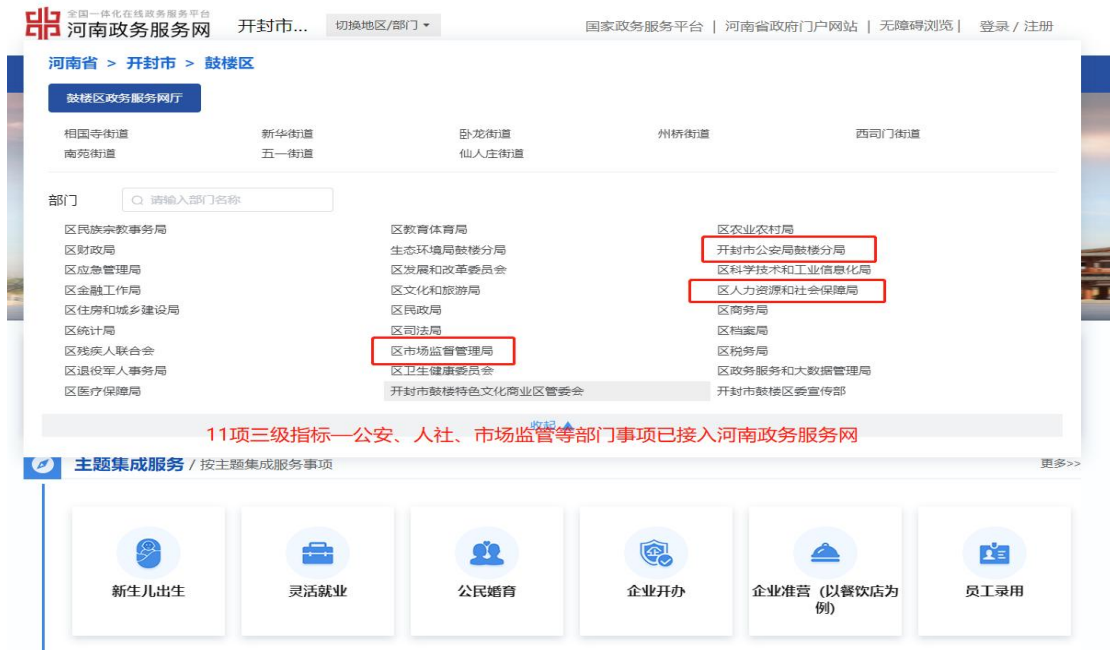 全国一体化在线政务服务平台
河南政务服务网 开封市... 切换地区/部门 国家政务服务平台 | 河南省政府门户网站 | 无障碍浏览 | 登录 / 注册
河南省 > 开封市 > 鼓楼区
鼓楼区政务服务网厅
相国寺街道 新华街道 卧龙街道 州桥街道 西司门街道
南苑街道 五一街道 仙人庄街道
部门 请输入部门名称
区民族宗教事务局 区教育体育局 区农业农村局
区财政局 生态环境局鼓楼分局 开封市公安局鼓楼分局
区应急管理局 区发展和改革委员会 区科学技术和工业信息化局
区金融工作局 区文化和旅游局 区人力资源和社会保障局
区住房和城乡建设局 区民政局 区商务局
区统计局 区司法局 区档案局
区残疾人联合会 区市场监督管理局 区税务局
区退役军人事务局 区卫生健康委员会 区政务服务和大数据管理局
区医疗保障局 开封市鼓楼特色文化商业区管委会 开封市鼓楼区委宣传部
收起
11项三级指标—公安、人社、市场监管等部门事项已接入河南政务服务网
主题集成服务 / 按主题集成服务事项 更多>>
新生儿出生 灵活就业 公民婚育 企业开办 企业准营（以餐饮店为 员工录用
例)